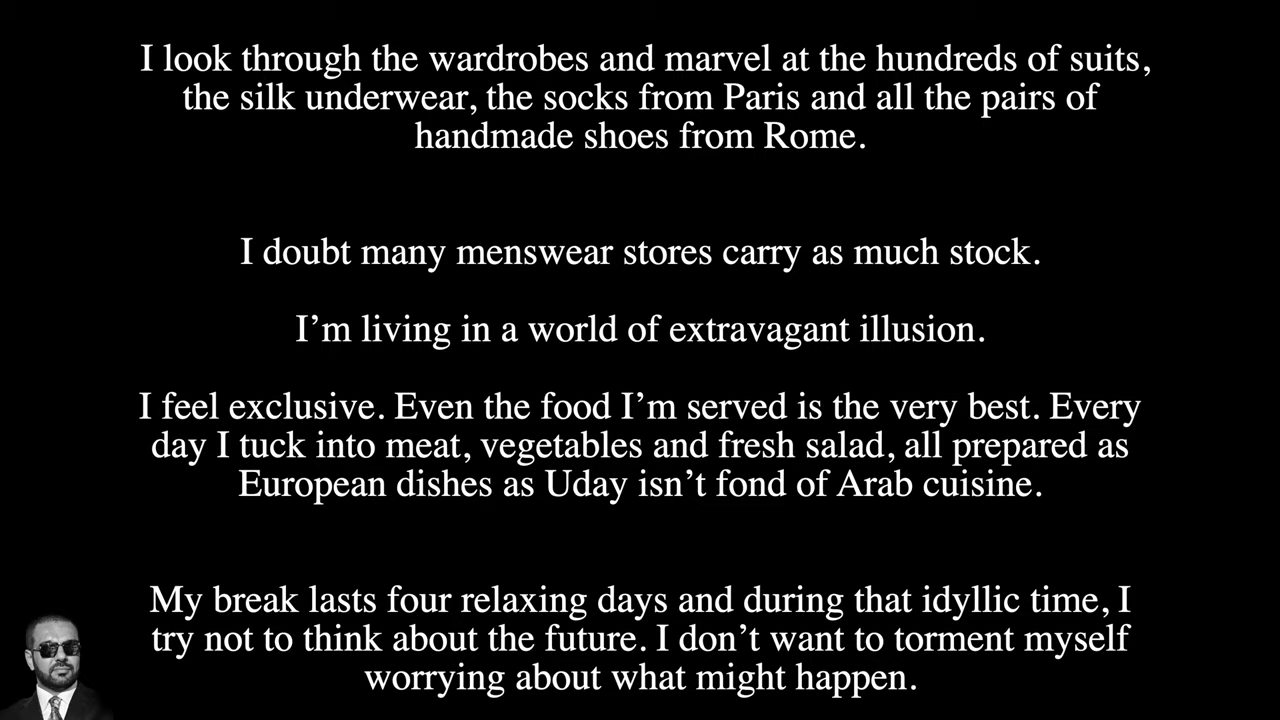 I look through the wardrobes and marvel at the hundreds of suits,
the silk underwear, the socks from Paris and all the pairs of
handmade shoes from Rome.
I doubt many menswear stores carry as much stock.
I’m living in a world of extravagant illusion.
I feel exclusive. Even the food I’m served is the very best. Every
day I tuck into meat, vegetables and fresh salad, all prepared as
European dishes as Uday isn’t fond of Arab cuisine.
My break lasts four relaxing days and during that idyllic time, I
try not to think about the future. I don’t want to torment myself
worrying about what might happen.